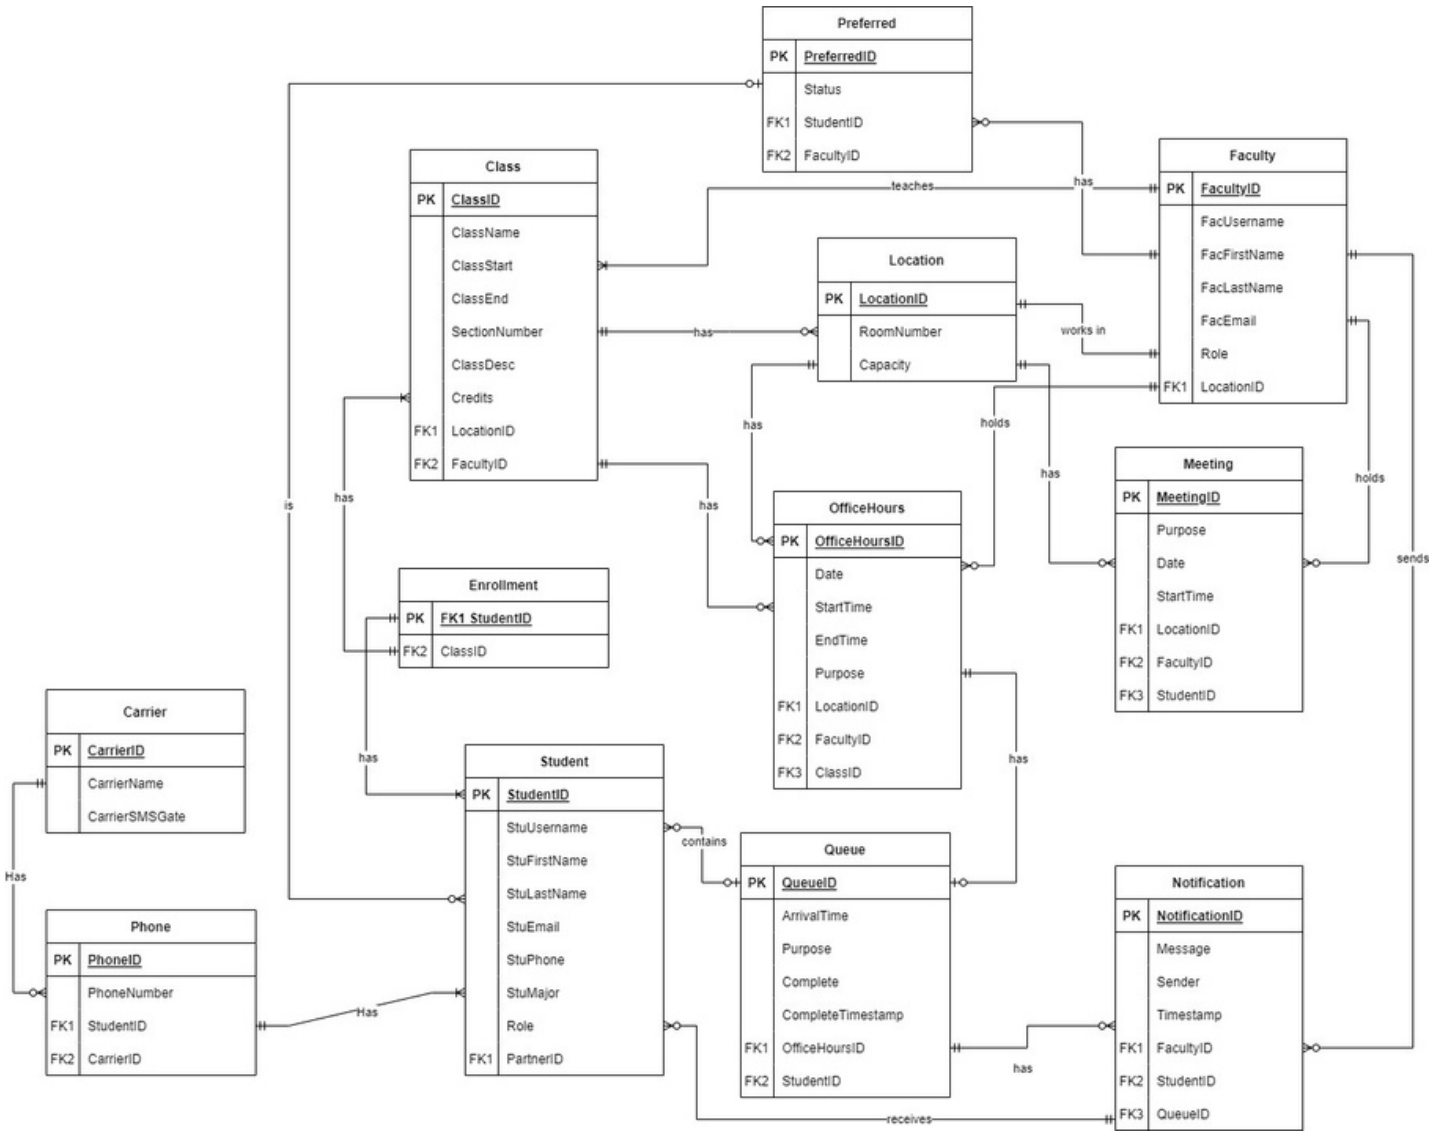 Preferred
PK PreferredID
Status
FK1 StudentID
FK2 FacultyID
Class
PK ClassID
ClassName
ClassStart
ClassEnd
SectionNumber
ClassDesc
Credits
FK1 LocationID
FK2 FacultyID
teaches
has
Faculty
PK FacultyID
FacUsername
FacFirstName
FacLastName
FacEmail
Role
FK1 LocationID
Location
PK LocationID
RoomNumber
Capacity
has
works in
has
holds
has
holds
is
has
has
sends
OfficeHours
PK OfficeHoursID
Date
StartTime
EndTime
Purpose
FK1 LocationID
FK2 FacultyID
FK3 ClassID
Meeting
PK MeetingID
Purpose
Date
StartTime
FK1 LocationID
FK2 FacultyID
FK3 StudentID
Enrollment
PK FK1 StudentID
FK2 ClassID
has
has
Carrier
PK CarrierID
CarrierName
CarrierSMSGate
Has
Phone
PK PhoneID
PhoneNumber
FK1 StudentID
FK2 CarrierID
Has
Student
PK StudentID
StuUsername
StuFirstName
StuLastName
StuEmail
StuPhone
StuMajor
Role
FK1 PartnerID
contains
Queue
PK QueueID
ArrivalTime
Purpose
Complete
CompleteTimestamp
FK1 OfficeHoursID
FK2 StudentID
has
receives
Notification
PK NotificationID
Message
Sender
Timestamp
FK1 FacultyID
FK2 StudentID
FK3 QueueID